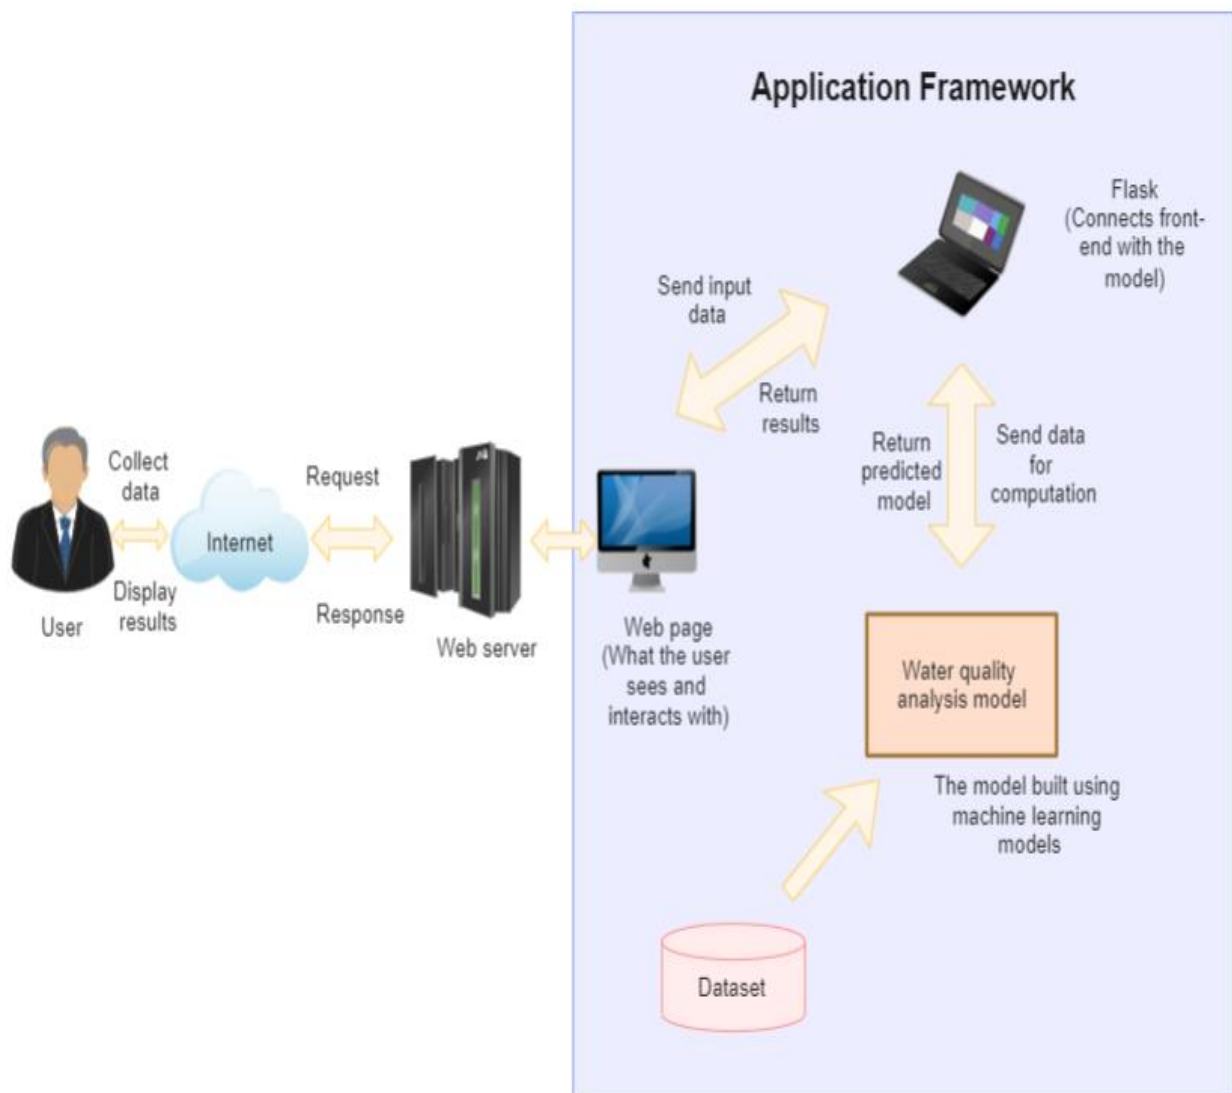 Application Framework
Flask
(Connects front-
end with the
model)
Send input
data
Return
results
Return
predicted
model
Send data
for
computation
Collect
data
Request
Internet
Display
results
Response
User
Web server
Web page
(What the user
sees and
interacts with)
Water quality
analysis model
The model built using
machine learning
models
Dataset